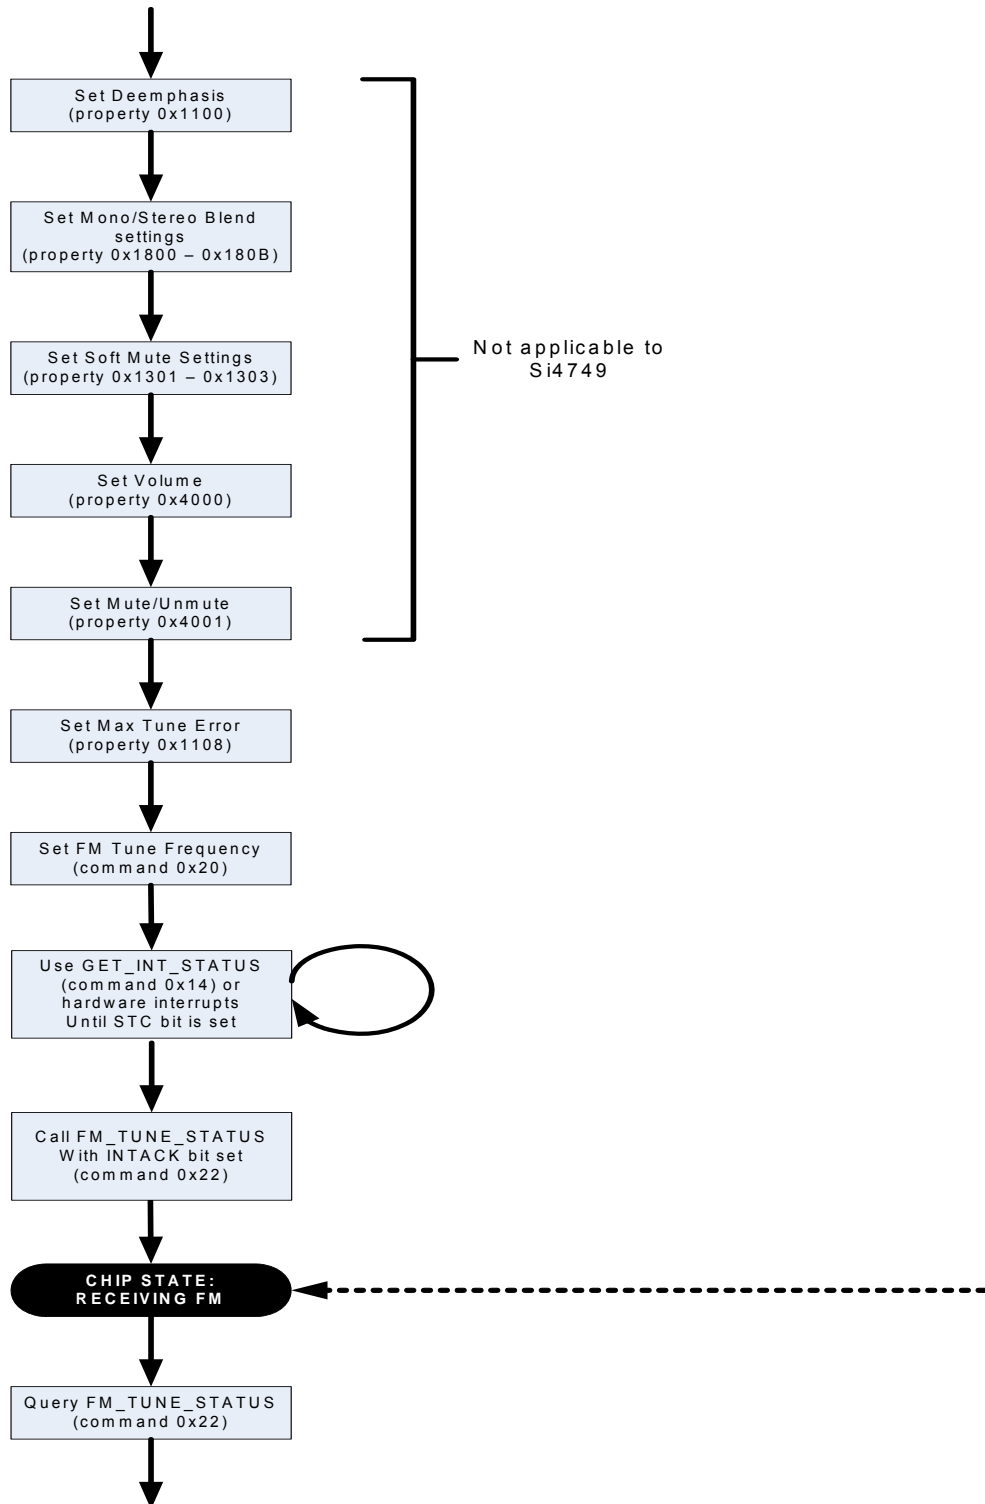 Set Deemphasis
(property 0x1100)
Set Mono/Stereo Blend
settings
(property 0x1800 – 0x180B)
Set Soft Mute Settings
(property 0x1301 – 0x1303)
Not applicable to
Si4749
Set Volume
(property 0x4000)
Set Mute/Unmute
(property 0x4001)
Set Max Tune Error
(property 0x1108)
Set FM Tune Frequency
(command 0x20)
Use GET_INT_STATUS
(command 0x14) or
hardware interrupts
Until STC bit is set
Call FM_TUNE_STATUS
With INTACK bit set
(command 0x22)
CHIP STATE:
RECEIVING FM
Query FM_TUNE_STATUS
(command 0x22)